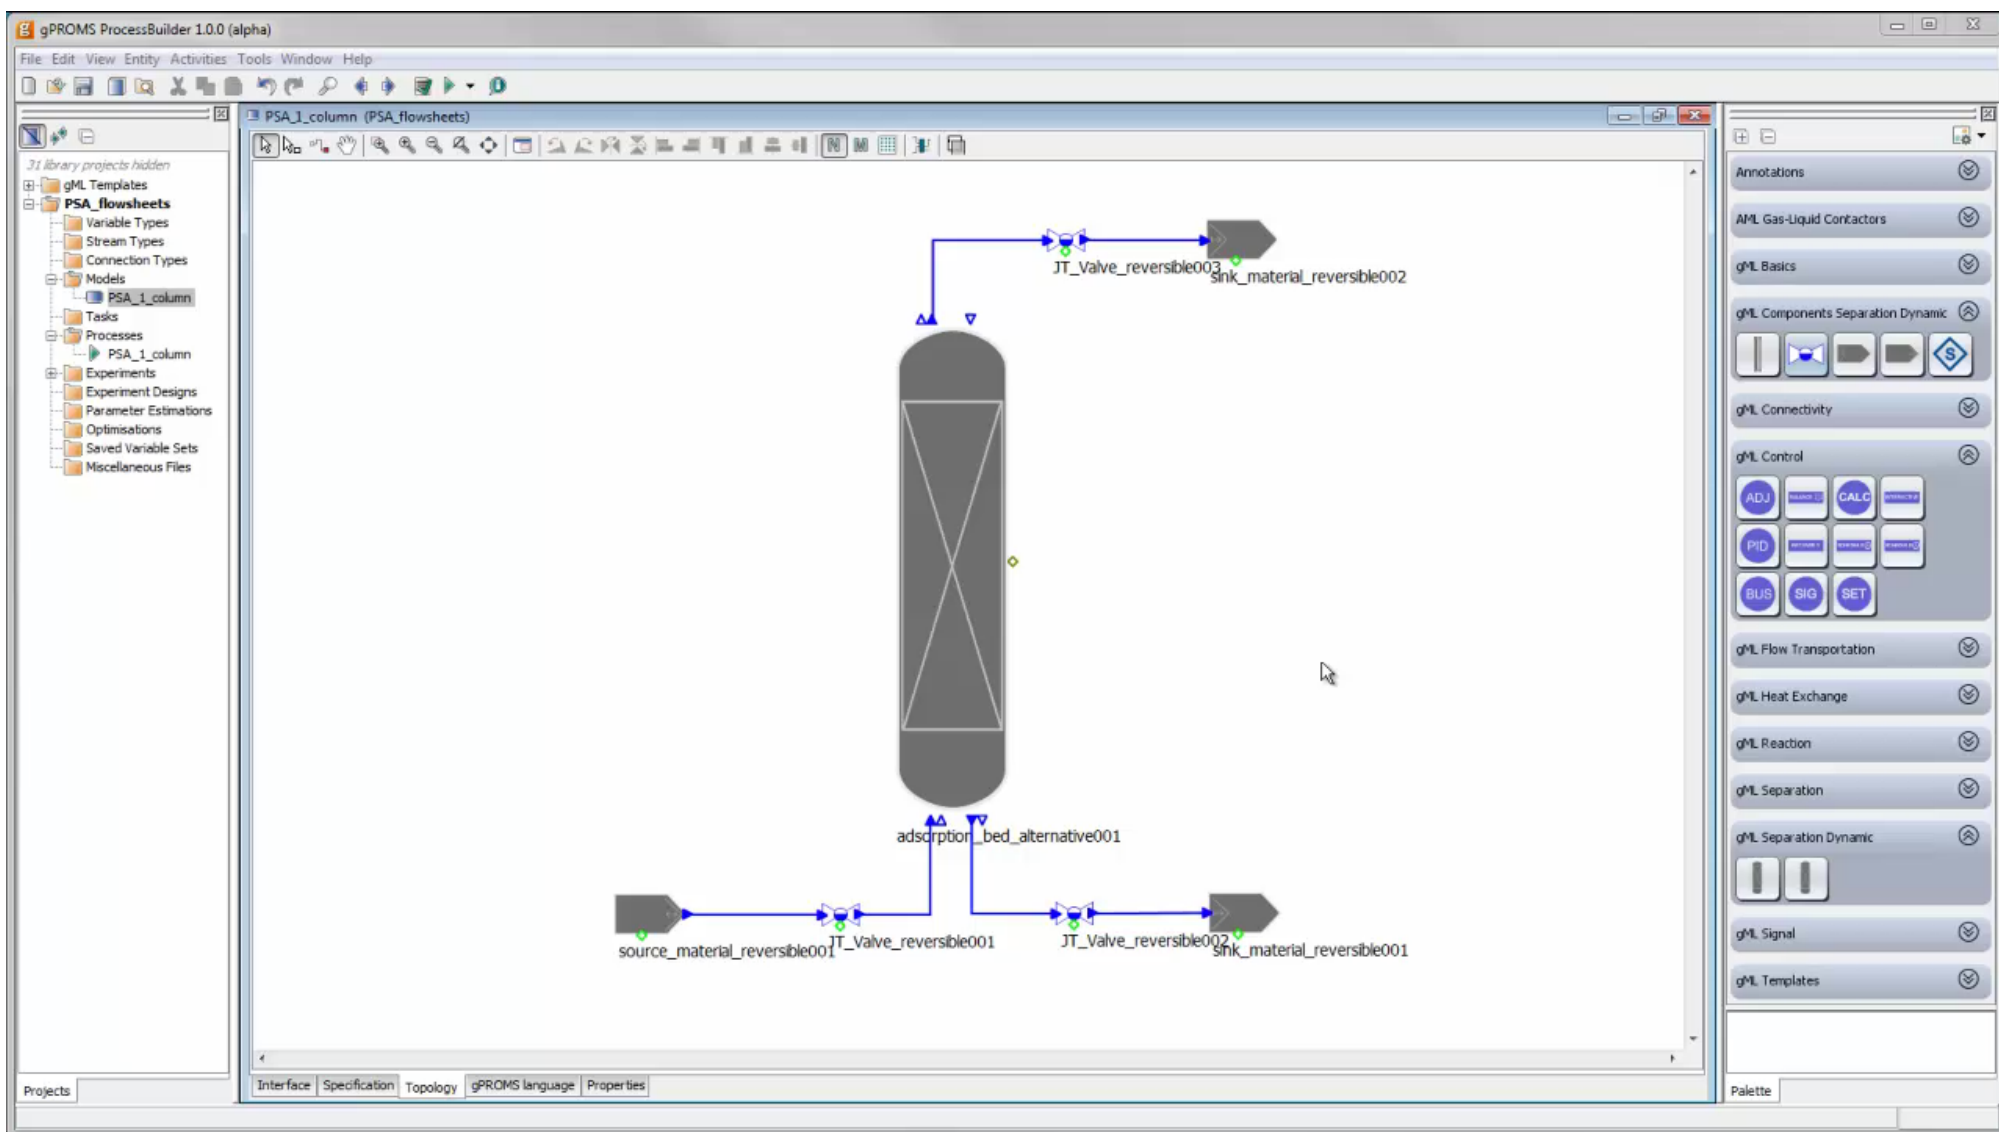 gPROMS ProcessBuilder 1.0.0 (alpha)
File Edit View Entity Activities Tools Window Help
31 library projects hidden
gML Templates
PSA_flowsheets
Variable Types
Stream Types
Connection Types
Models
PSA_1_column
Tasks
Processes
PSA_1_column
Experiments
Experiment Designs
Parameter Estimations
Optimisations
Saved Variable Sets
Miscellaneous Files
Projects
PSA_1_column (PSA_flowsheets)
N M
JT_Valve_reversible003
sink_material_reversible002
adsorption_bed_alternative001
source_material_reversible001
JT_Valve_reversible001
JT_Valve_reversible002
sink_material_reversible001
Interface Specification Topology gPROMS language Properties
Annotations
AML Gas-Liquid Contactors
gML Basics
gML Components Separation Dynamic
S
gML Connectivity
gML Control
ADJ CALC
PID
BUS SIG SET
gML Flow Transportation
gML Heat Exchange
gML Reaction
gML Separation
gML Separation Dynamic
gML Signal
gML Templates
Palette